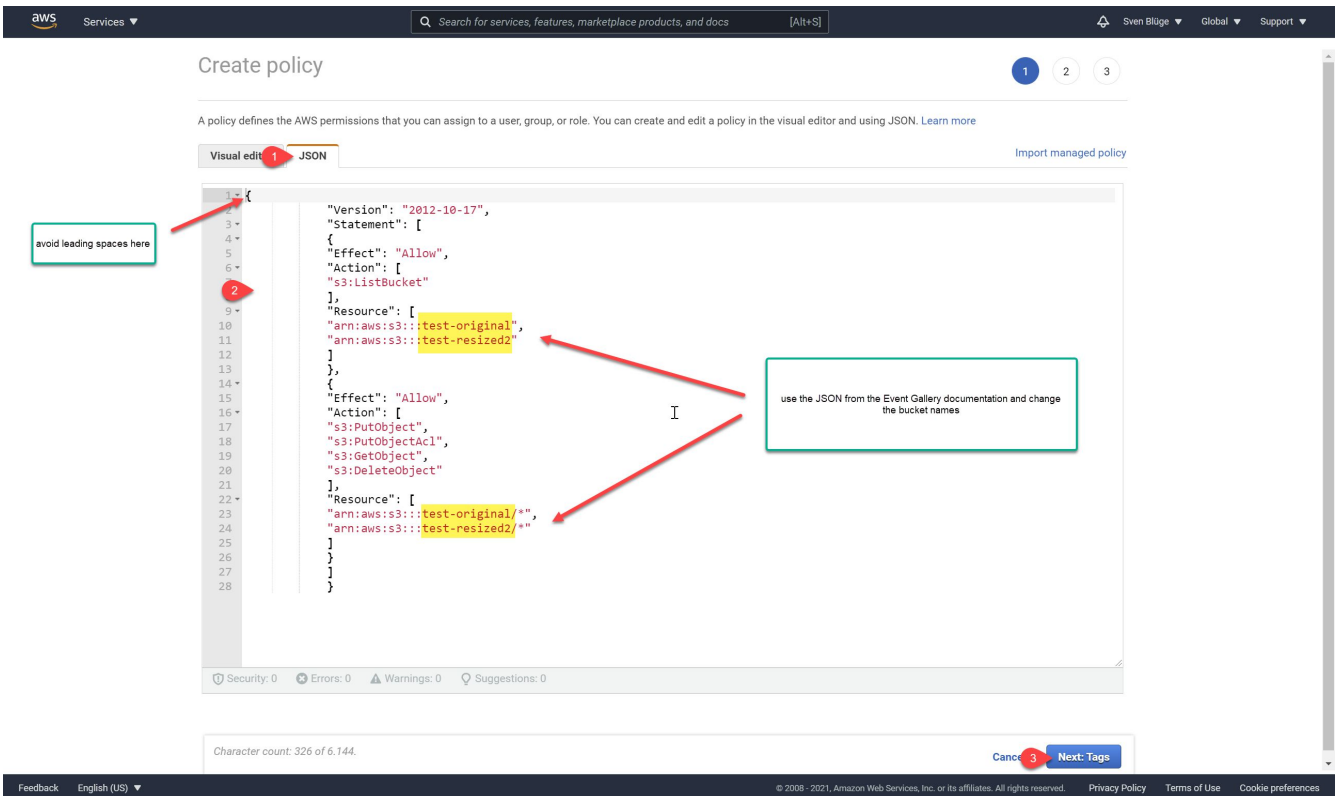 aws Services ▼ Search for services, features, marketplace products, and docs [Alt+S] Sven Blüge ▼ Global ▼ Support ▼
Create policy
1 2 3
A policy defines the AWS permissions that you can assign to a user, group, or role. You can create and edit a policy in the visual editor and using JSON. Learn more
Visual edit 1 JSON Import managed policy
1 {
2 "Version": "2012-10-17",
3 "Statement": [
avoid leading spaces here
4 {
5 "Effect": "Allow",
6 "Action": [
"s3:ListBucket"
2 ],
9 "Resource": [
10 "arn:aws:s3:::test-original",
11 "arn:aws:s3:::test-resized2"
12 ]
13 },
14 {
15 "Effect": "Allow",
16 "Action": [
17 "s3:PutObject",
18 "s3:PutObjectAcl",
19 "s3:GetObject",
20 "s3:DeleteObject"
21 ],
22 "Resource": [
23 "arn:aws:s3:::test-original/*",
24 "arn:aws:s3:::test-resized2/*"
25 ]
26 }
27 ]
28 }
use the JSON from the Event Gallery documentation and change
the bucket names
Security: 0 Errors: 0 Warnings: 0 Suggestions: 0
Character count: 326 of 6.144.
Cance 3 Next: Tags
Feedback English (US) ▼ © 2008 - 2021, Amazon Web Services, Inc. or its affiliates. All rights reserved. Privacy Policy Terms of Use Cookie preferences